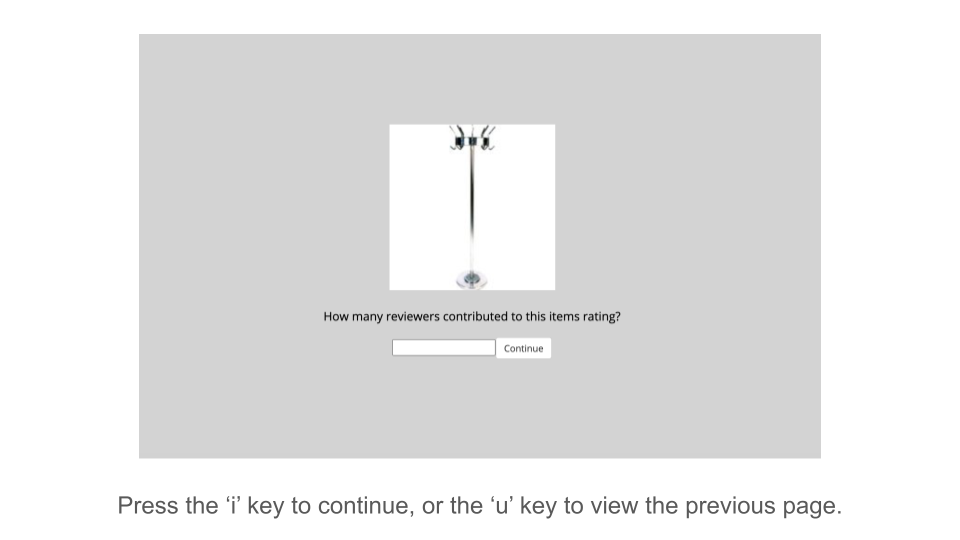 How many reviewers contributed to this items rating?
Continue
Press the ‘i’ key to continue, or the ‘u’ key to view the previous page.